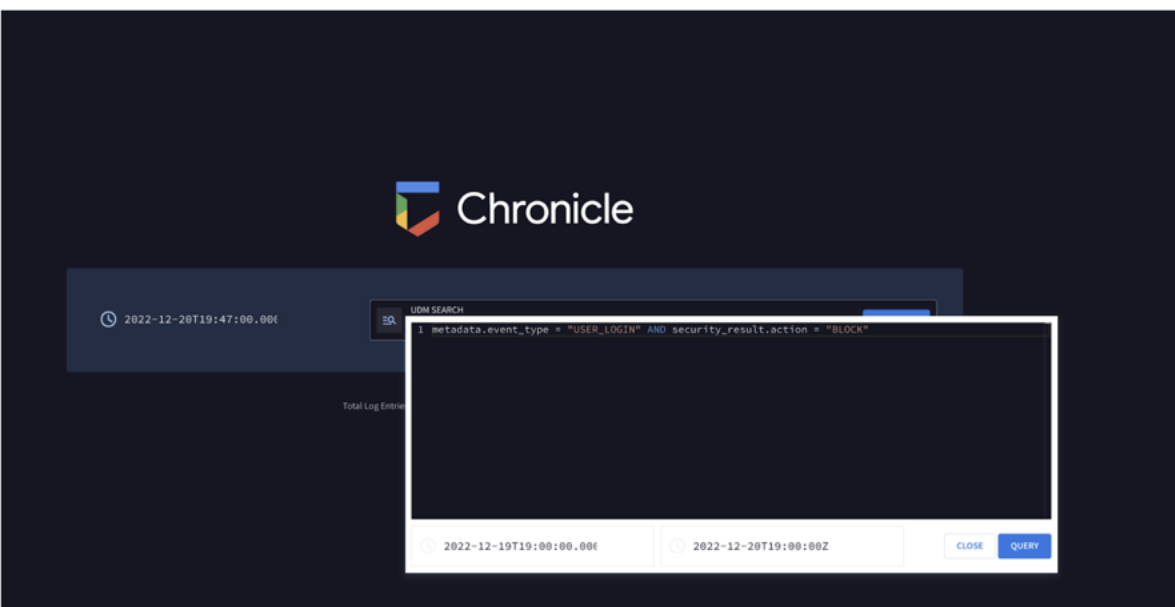 Chronicle
2022-12-20T19:47:00.00
UDM SEARCH
1 metadata.event_type = "USER_LOGIN" AND security_result.action = "BLOCK"
Total Log
2022-12-19T19:00:00.00
2022-12-20T19:00:00Z
CLOSE
QUERY